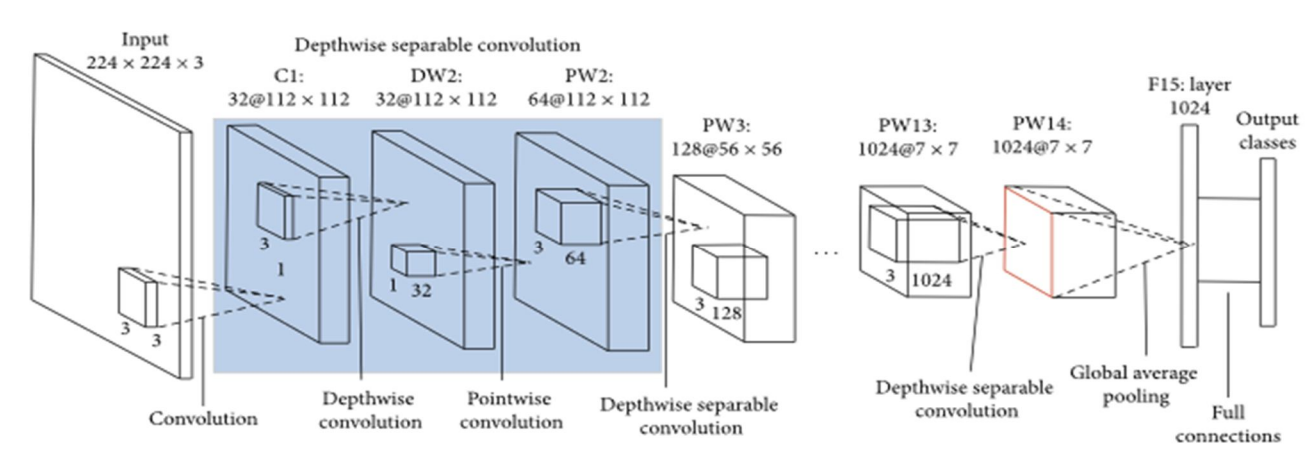 Input
224 × 224 × 3
Depthwise separable convolution
C1:
32@112 × 112
DW2:
32@112 × 112
PW2:
64@112 × 112
PW3:
128@56 × 56
PW13:
1024@7 × 7
PW14:
1024@7 × 7
F15: layer
1024
Output
classes
3
3
3
1
1
32
3
64
3
128
...
3
1024
Convolution
Depthwise
convolution
Pointwise
convolution
Depthwise separable
convolution
Depthwise separable
convolution
Global average
pooling
Full
connections